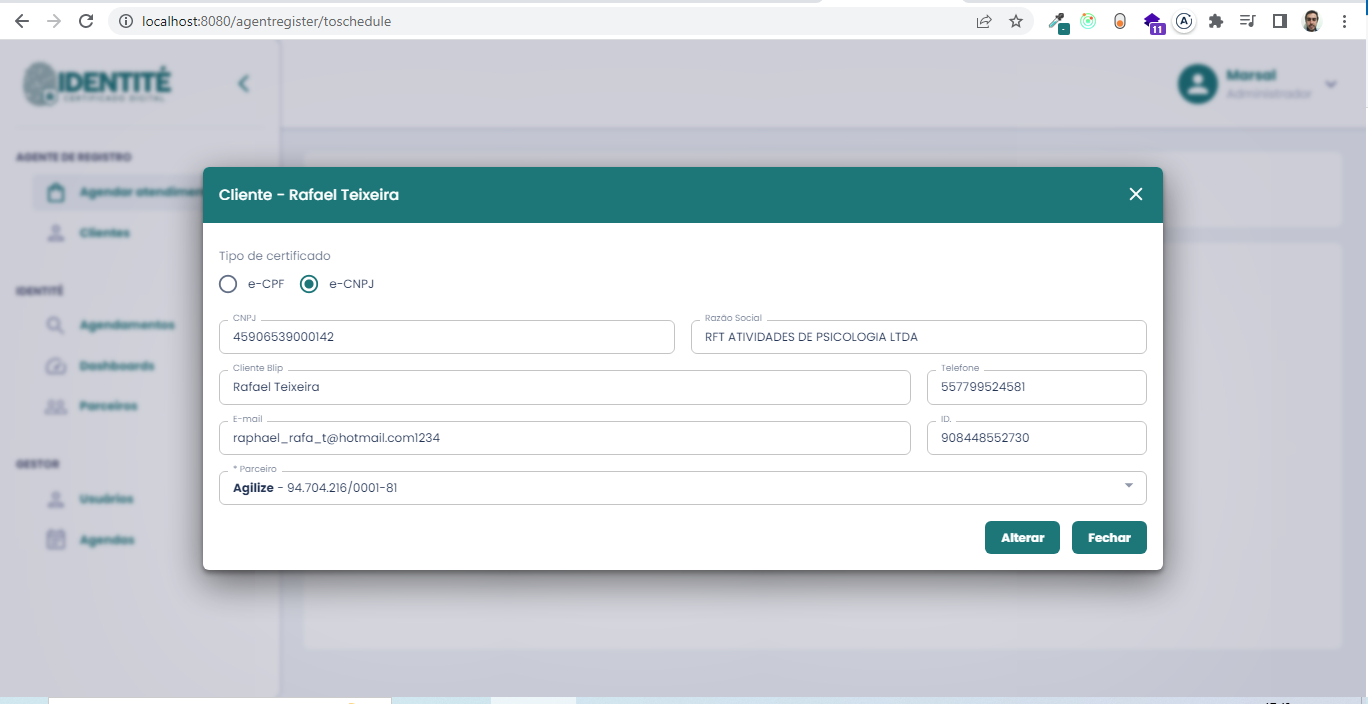 localhost:8080/agentregister/toschedule
11
IDENTITÉ
CERTIFICADO DIGITAL
Marsal
Administrador
AGENTE DE REGISTRO
Agendar
Clientes
IDENTITÉ
Agendamentos
Dashboards
Parceiros
GESTOR
Usuários
Agendas
Cliente - Rafael Teixeira
Tipo de certificado
e-CPF
e-CNPJ
CNPJ
45906539000142
Razão Social
RFT ATIVIDADES DE PSICOLOGIA LTDA
Cliente Blip
Rafael Teixeira
Telefone
557799524581
E-mail
raphael_rafa_t@hotmail.com1234
ID.
908448552730
* Parceiro
Agilize - 94.704.216/0001-81
Alterar
Fechar